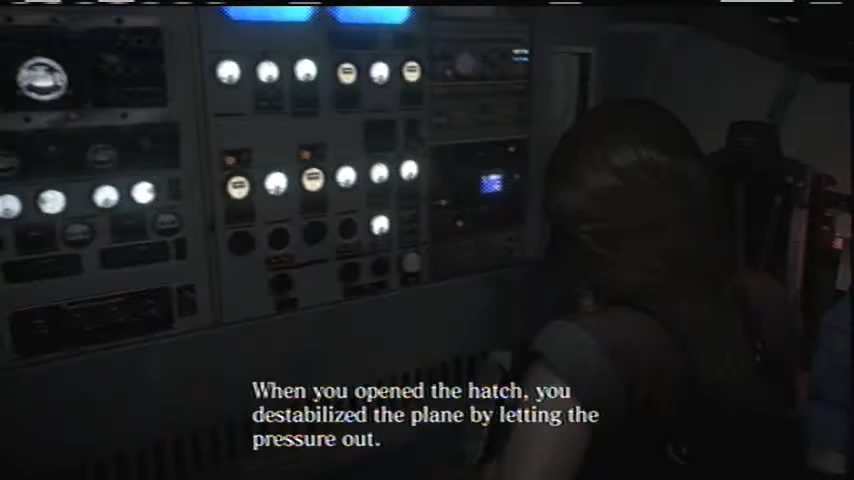 When you opened the hatch, you
destabilized the plane by letting the
pressure out.